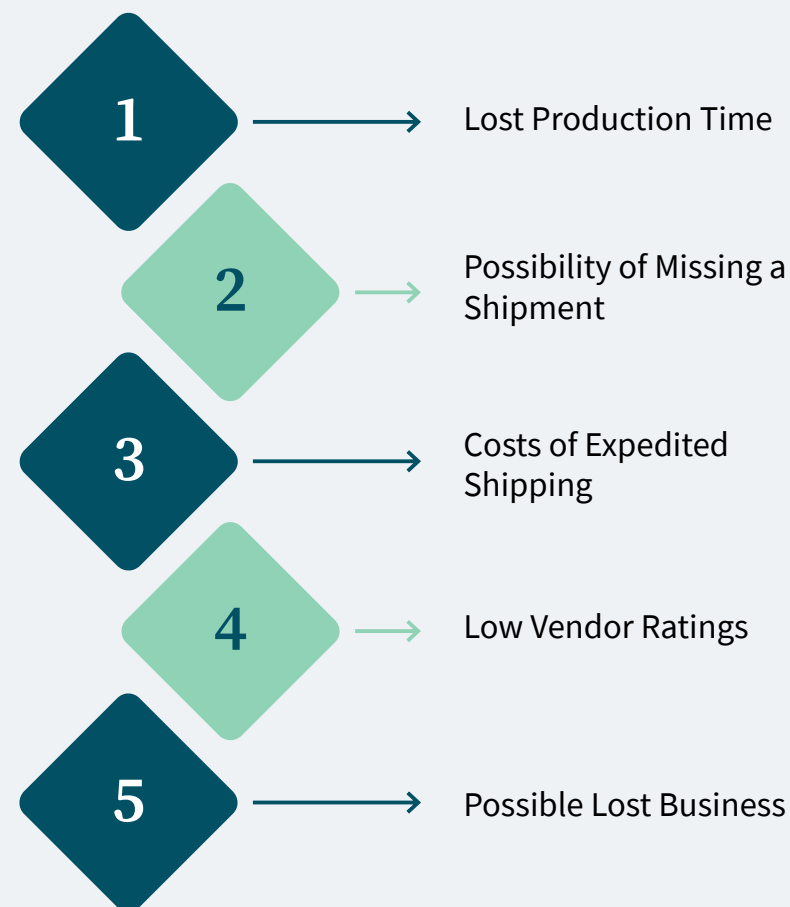 1
Lost Production Time
2
Possibility of Missing a
Shipment
3
Costs of Expedited
Shipping
4
Low Vendor Ratings
5
Possible Lost Business